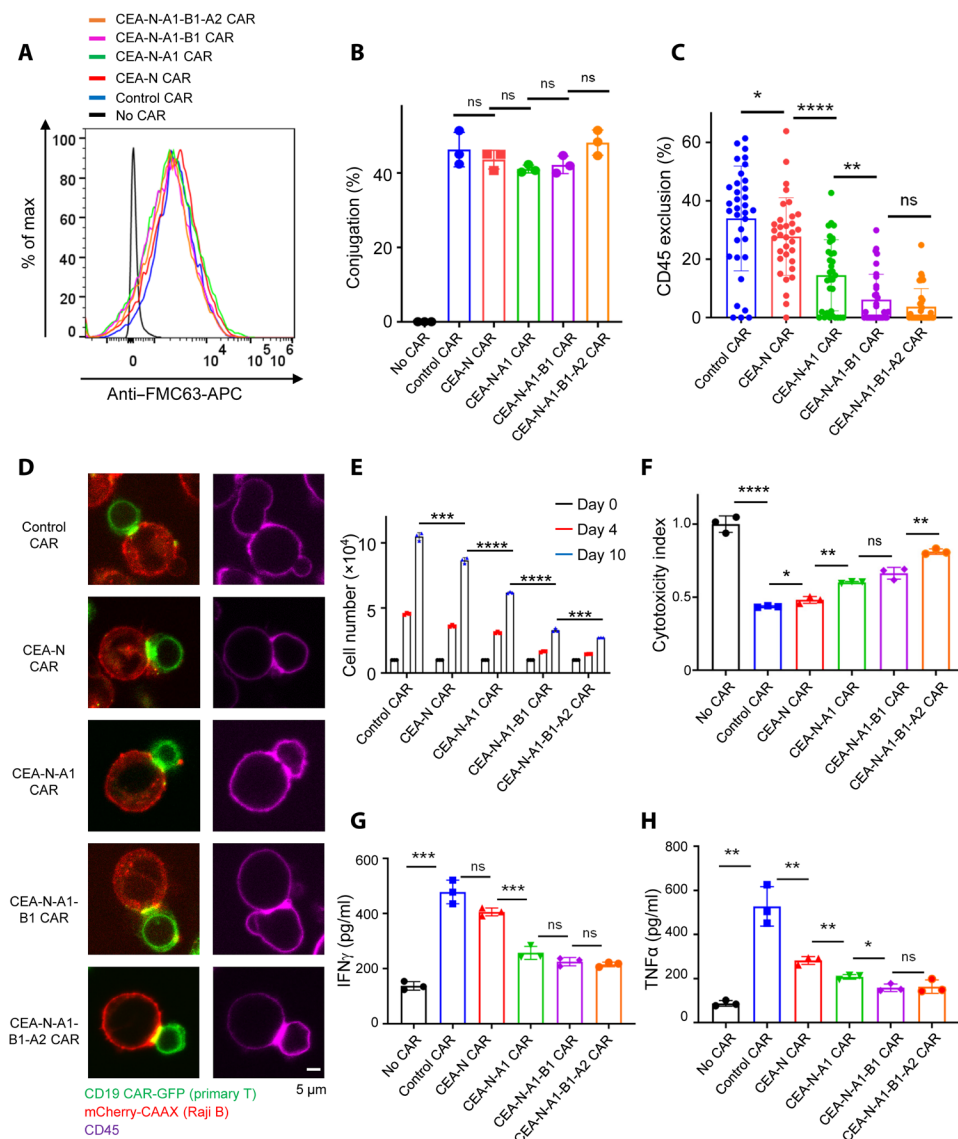 CEA-N-A1-B1-A2 CAR
CEA-N-A1-B1 CAR
CEA-N-A1 CAR
CEA-N CAR
Control CAR
No CAR
A
% of max
100
80
60
40
20
0
0
10⁴
10⁵
10⁶
Anti–FMC63-APC
B
Conjugation (%)
80
60
40
20
0
ns
ns
ns
ns
No CAR
Control CAR
CEA-N CAR
CEA-N-A1 CAR
CEA-N-A1-B1 CAR
CEA-N-A1-B1-A2 CAR
C
CD45 exclusion (%)
60
40
20
0
*
****
**
ns
Control CAR
CEA-N CAR
CEA-N-A1 CAR
CEA-N-A1-B1 CAR
CEA-N-A1-B1-A2 CAR
D
Control
CAR
CEA-N
CAR
CEA-N-A1
CAR
CEA-N-A1-
B1 CAR
CEA-N-A1-
B1-A2 CAR
5 μm
CD19 CAR-GFP (primary T)
mCherry-CAAX (Raji B)
CD45
E
Cell number (×10⁴)
10
5
0
Day 0
Day 4
Day 10
***
****
****
***
Control CAR
CEA-N CAR
CEA-N-A1 CAR
CEA-N-A1-B1 CAR
CEA-N-A1-B1-A2 CAR
F
Cytotoxicity index
1.0
0.5
0
****
*
**
ns
**
No CAR
Control CAR
CEA-N CAR
CEA-N-A1 CAR
CEA-N-A1-B1 CAR
CEA-N-A1-B1-A2 CAR
G
IFNγ (pg/ml)
600
400
200
0
***
ns
***
ns
ns
No CAR
Control CAR
CEA-N CAR
CEA-N-A1 CAR
CEA-N-A1-B1 CAR
CEA-N-A1-B1-A2 CAR
H
TNFα (pg/ml)
800
600
400
200
0
**
**
**
*
ns
No CAR
Control CAR
CEA-N CAR
CEA-N-A1 CAR
CEA-N-A1-B1 CAR
CEA-N-A1-B1-A2 CAR